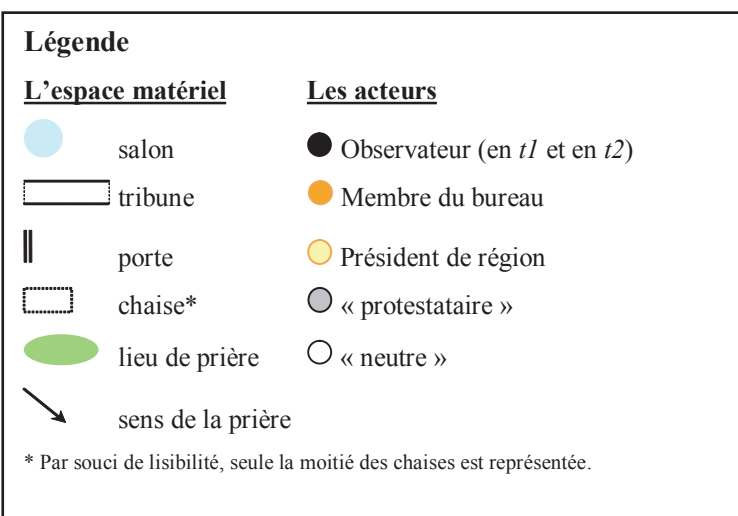 Légende
L'espace matériel Les acteurs
salon Observateur (en t1 et en t2)
tribune Membre du bureau
porte Président de région
chaise* « protestataire »
lieu de prière « neutre »
sens de la prière
* Par souci de lisibilité, seule la moitié des chaises est représentée.